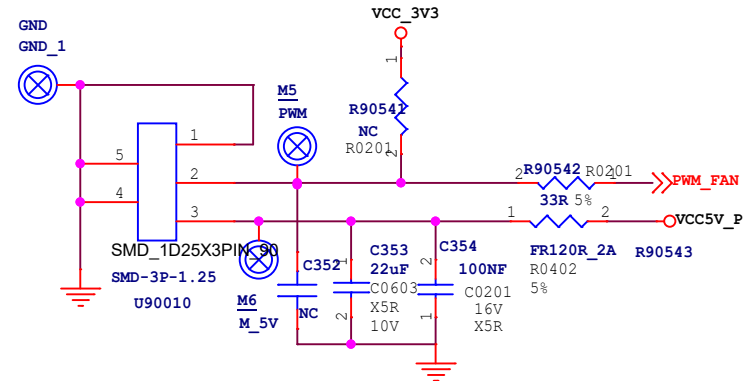 VCC_3V3
GND
GND_1
M5
PWM
1
R90541
NC
R0201
2
1
5
2
4
3
2
R90542
R0201
1
PWM_FAN
33R
5%
1
2
VCC5V_P
FR120R_2A
R90543
R0402
5%
SMD_1D25X3PIN_90
SMD-3P-1.25
U90010
M6
M_5V
C352
NC
1
C353
22uF
C0603
X5R
10V
2
2
C354
100NF
C0201
16V
X5R
1